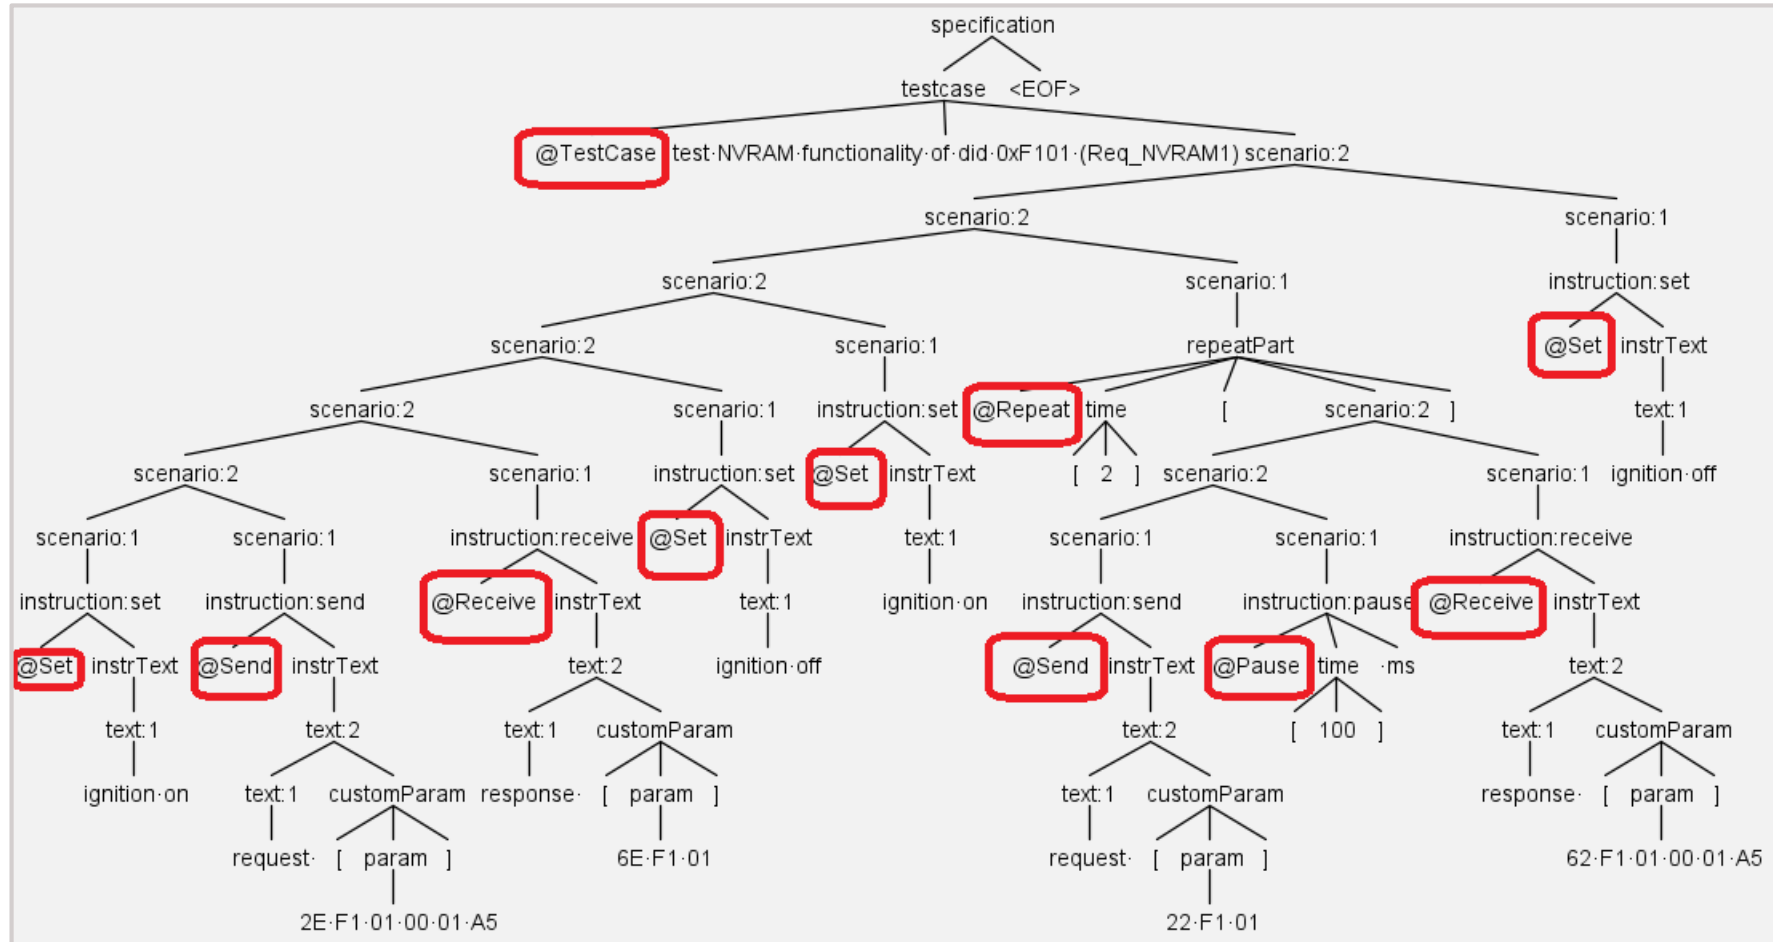 specification
testcase <EOF>
@TestCase test·NVRAM·functionality·of·did·0xF101·(Req_NVRAM1) scenario:2
scenario:2 scenario:1
scenario:2 scenario:1 instruction:set
scenario:2 scenario:1 repeatPart @Set instrText
scenario:2 scenario:1 instruction:set @Repeat time [ scenario:2 ] text:1
scenario:2 scenario:1 instruction:set @Set instrText [ 2 ] scenario:2 scenario:1 ignition·off
scenario:1 scenario:1 instruction:receive @Set instrText text:1 scenario:1 scenario:1 instruction:receive
instruction:set instruction:send @Receive instrText text:1 ignition·on instruction:send instruction:pause @Receive instrText
@Set instrText @Send instrText text:2 ignition·off @Send instrText @Pause time ·ms text:2
text:1 text:2 text:1 customParam text:2 [ 100 ] text:1 customParam
ignition·on text:1 customParam response· [ param ] text:1 customParam response· [ param ]
request· [ param ] 6E·F1·01 request· [ param ] 62·F1·01·00·01·A5
2E·F1·01·00·01·A5 22·F1·01